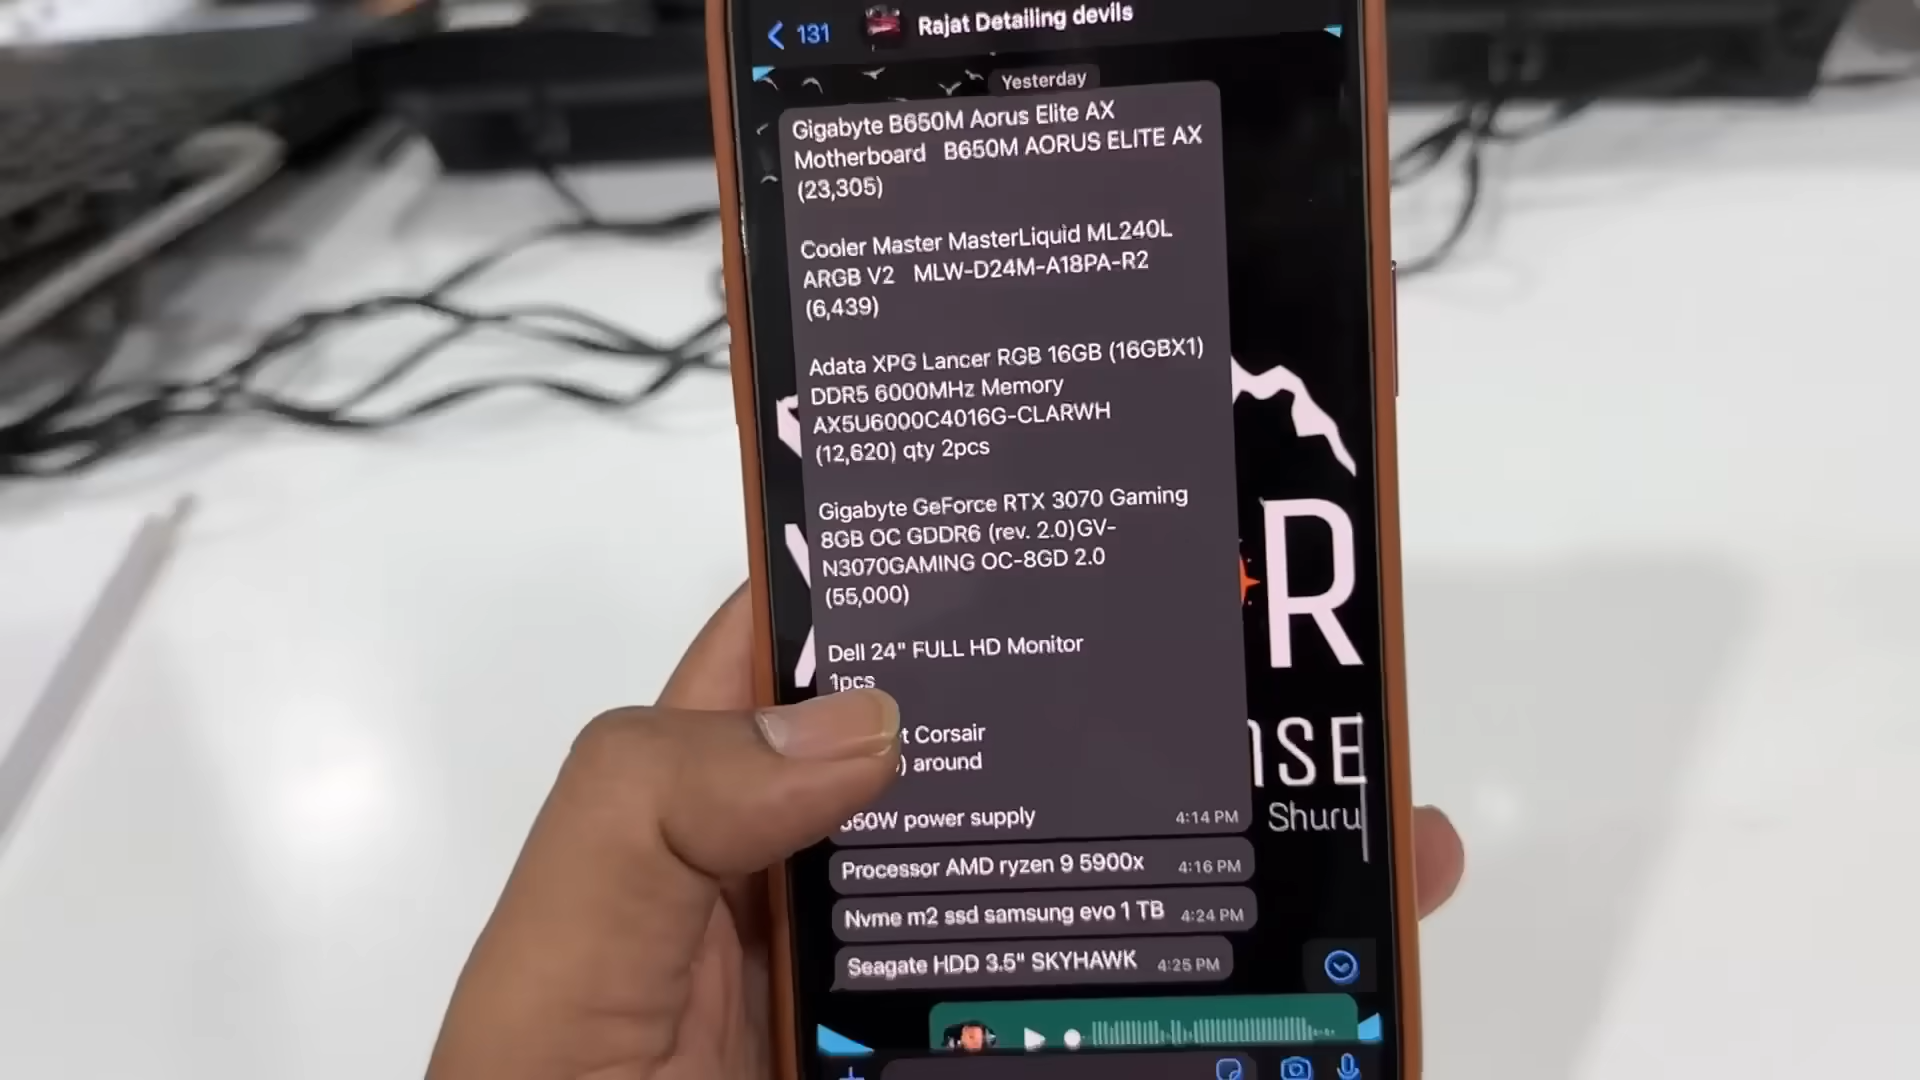 131
Rajat Detailing devils
Yesterday
Gigabyte B650M Aorus Elite AX
Motherboard B650M AORUS ELITE AX
(23,305)
Cooler Master MasterLiquid ML240L
ARGB V2 MLW-D24M-A18PA-R2
(6,439)
Adata XPG Lancer RGB 16GB (16GBX1)
DDR5 6000MHz Memory
AX5U6000C4016G-CLARWH
(12,620) qty 2pcs
Gigabyte GeForce RTX 3070 Gaming
8GB OC GDDR6 (rev. 2.0)GV-
N3070GAMING OC-8GD 2.0
(55,000)
Dell 24" FULL HD Monitor
1pcs
Corsair
around
power supply
4:14 PM
Processor AMD ryzen 9 5900x 4:16 PM
Nvme m2 ssd samsung evo 1 TB 4:24 PM
Seagate HDD 3.5" SKYHAWK 4:25 PM
R
Shuru